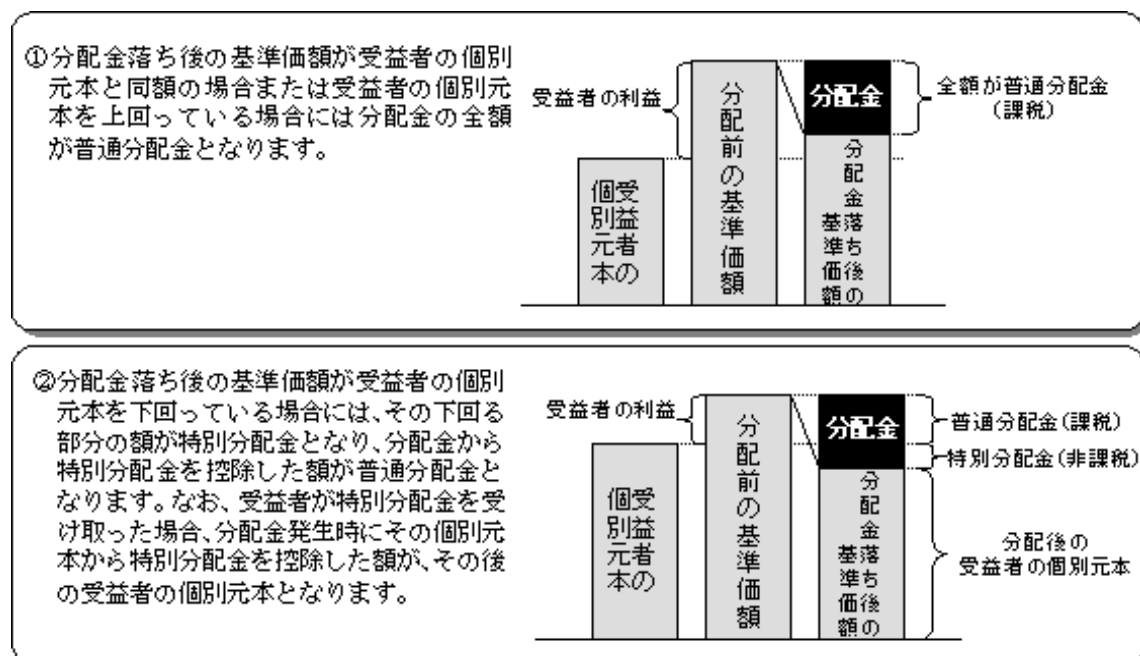 ①分配金落ち後の基準価額が受益者の個別
元本と同額の場合または受益者の個別元
本を上回っている場合には分配金の全額
が普通分配金となります。
受益者の利益
受益者の
個別元本
分配前の基準価額
分配金
分配金落ち後の
基準価額
全額が普通分配金
(課税)
②分配金落ち後の基準価額が受益者の個別
元本を下回っている場合には、その下回る
部分の額が特別分配金となり、分配金から
特別分配金を控除した額が普通分配金と
なります。なお、受益者が特別分配金を受
け取った場合、分配金発生時にその個別元
本から特別分配金を控除した額が、その後
の受益者の個別元本となります。
受益者の利益
受益者の
個別元本
分配前の基準価額
分配金
分配金落ち後の
基準価額
普通分配金(課税)
特別分配金(非課税)
分配後の
受益者の個別元本